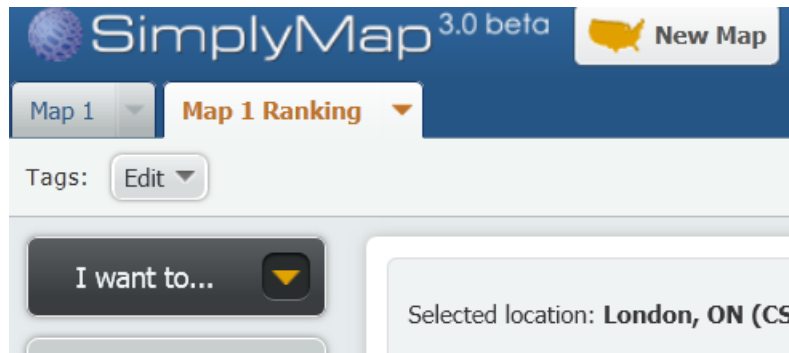 SimplyMap 3.0 beta New Map
Map 1 Map 1 Ranking
Tags: Edit
I want to...
Selected location: London, ON (CS